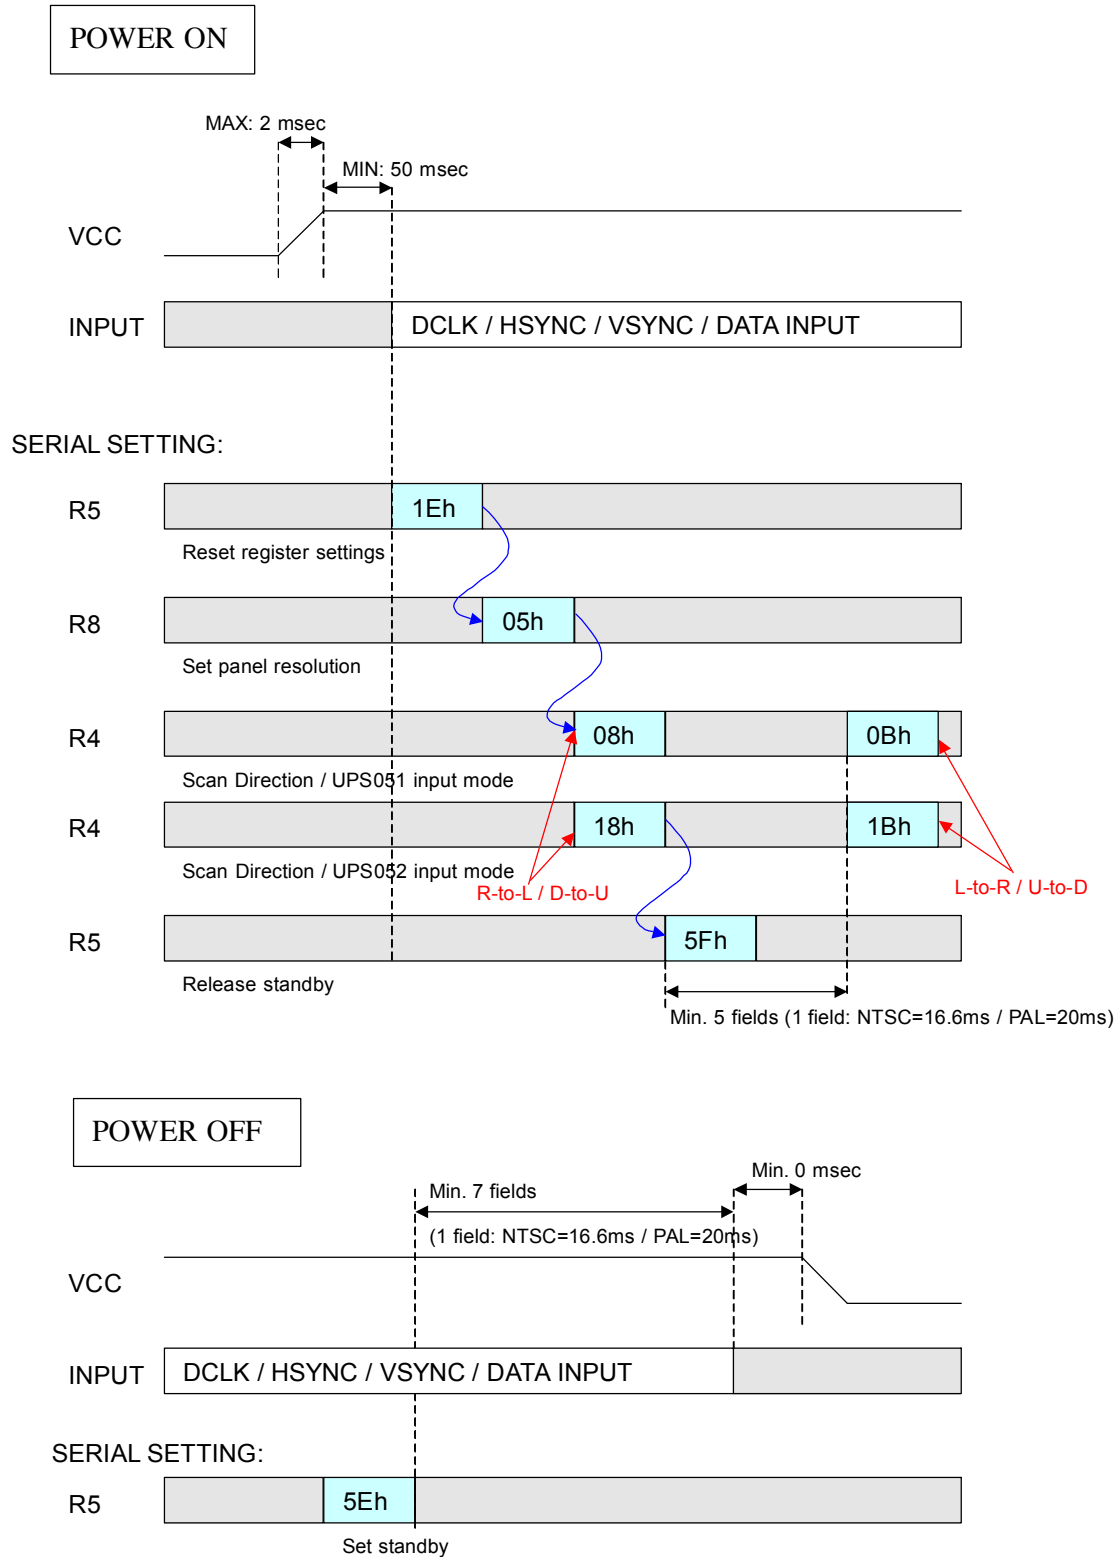 POWER ON
MAX: 2 msec
MIN: 50 msec
VCC
INPUT
DCLK / HSYNC / VSYNC / DATA INPUT
SERIAL SETTING:
R5
1Eh
Reset register settings
R8
05h
Set panel resolution
R4
08h
0Bh
Scan Direction / UPS051 input mode
R4
18h
1Bh
Scan Direction / UPS052 input mode
R-to-L / D-to-U
L-to-R / U-to-D
R5
5Fh
Release standby
Min. 5 fields (1 field: NTSC=16.6ms / PAL=20ms)
POWER OFF
Min. 0 msec
Min. 7 fields
(1 field: NTSC=16.6ms / PAL=20ms)
VCC
INPUT
DCLK / HSYNC / VSYNC / DATA INPUT
SERIAL SETTING:
R5
5Eh
Set standby